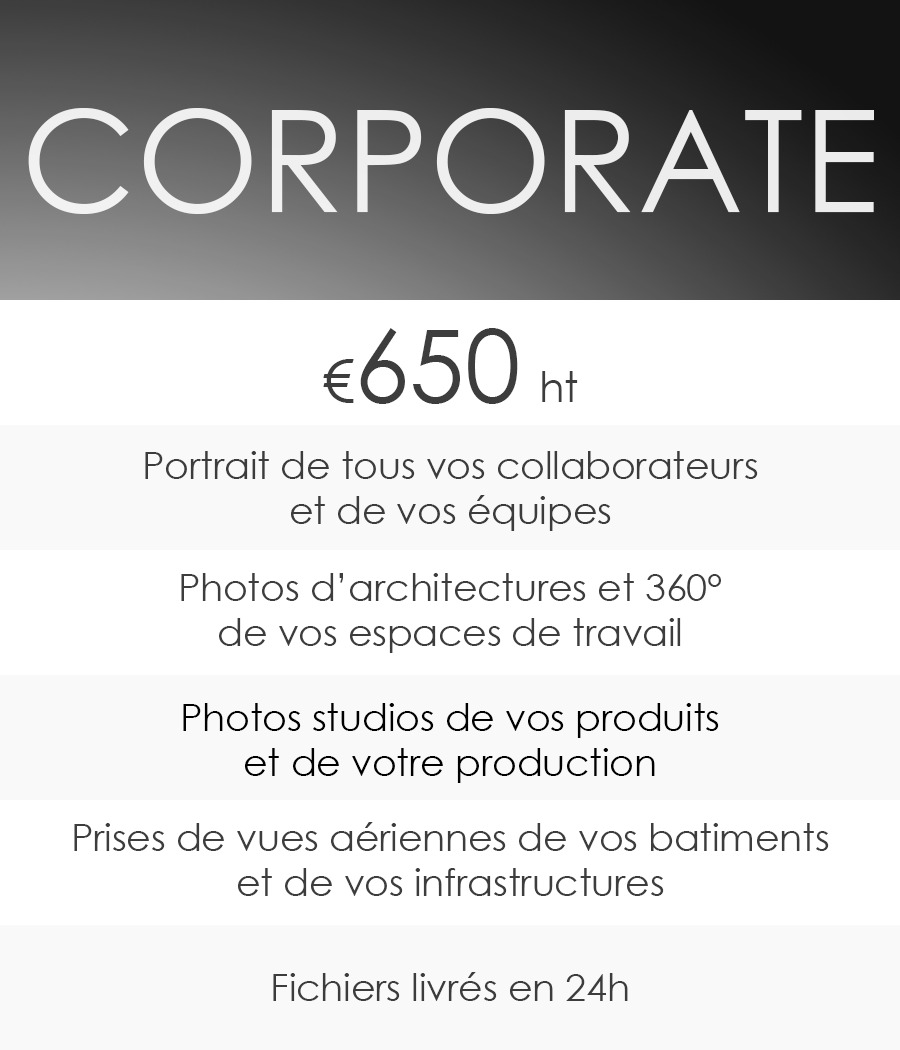 CORPORATE
€650 ht
Portrait de tous vos collaborateurs
et de vos équipes
Photos d’architectures et 360°
de vos espaces de travail
Photos studios de vos produits
et de votre production
Prises de vues aériennes de vos batiments
et de vos infrastructures
Fichiers livrés en 24h